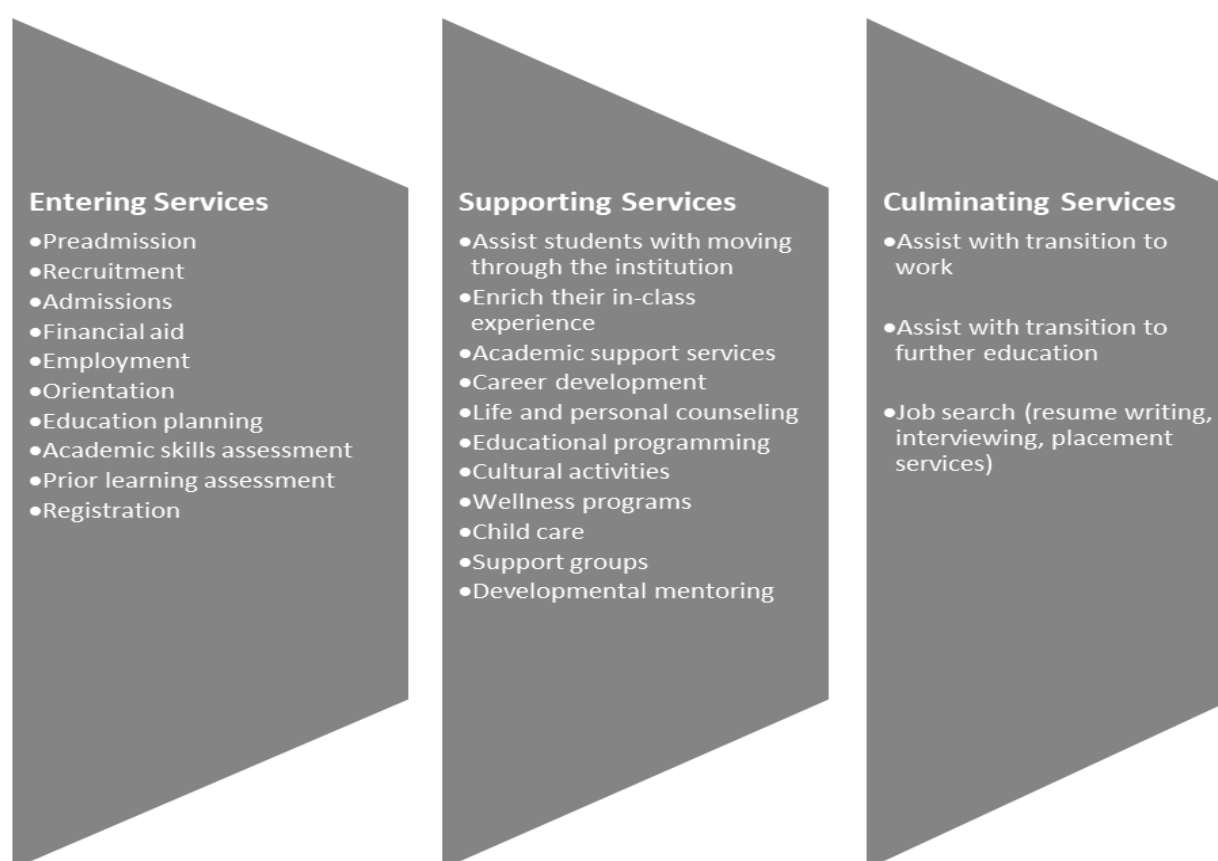 Entering Services
●Preadmission
●Recruitment
●Admissions
●Financial aid
●Employment
●Orientation
●Education planning
●Academic skills assessment
●Prior learning assessment
●Registration
Supporting Services
●Assist students with moving
through the institution
●Enrich their in-class
experience
●Academic support services
●Career development
●Life and personal counseling
●Educational programming
●Cultural activities
●Wellness programs
●Child care
●Support groups
●Developmental mentoring
Culminating Services
●Assist with transition to
work
●Assist with transition to
further education
●Job search (resume writing,
interviewing, placement
services)